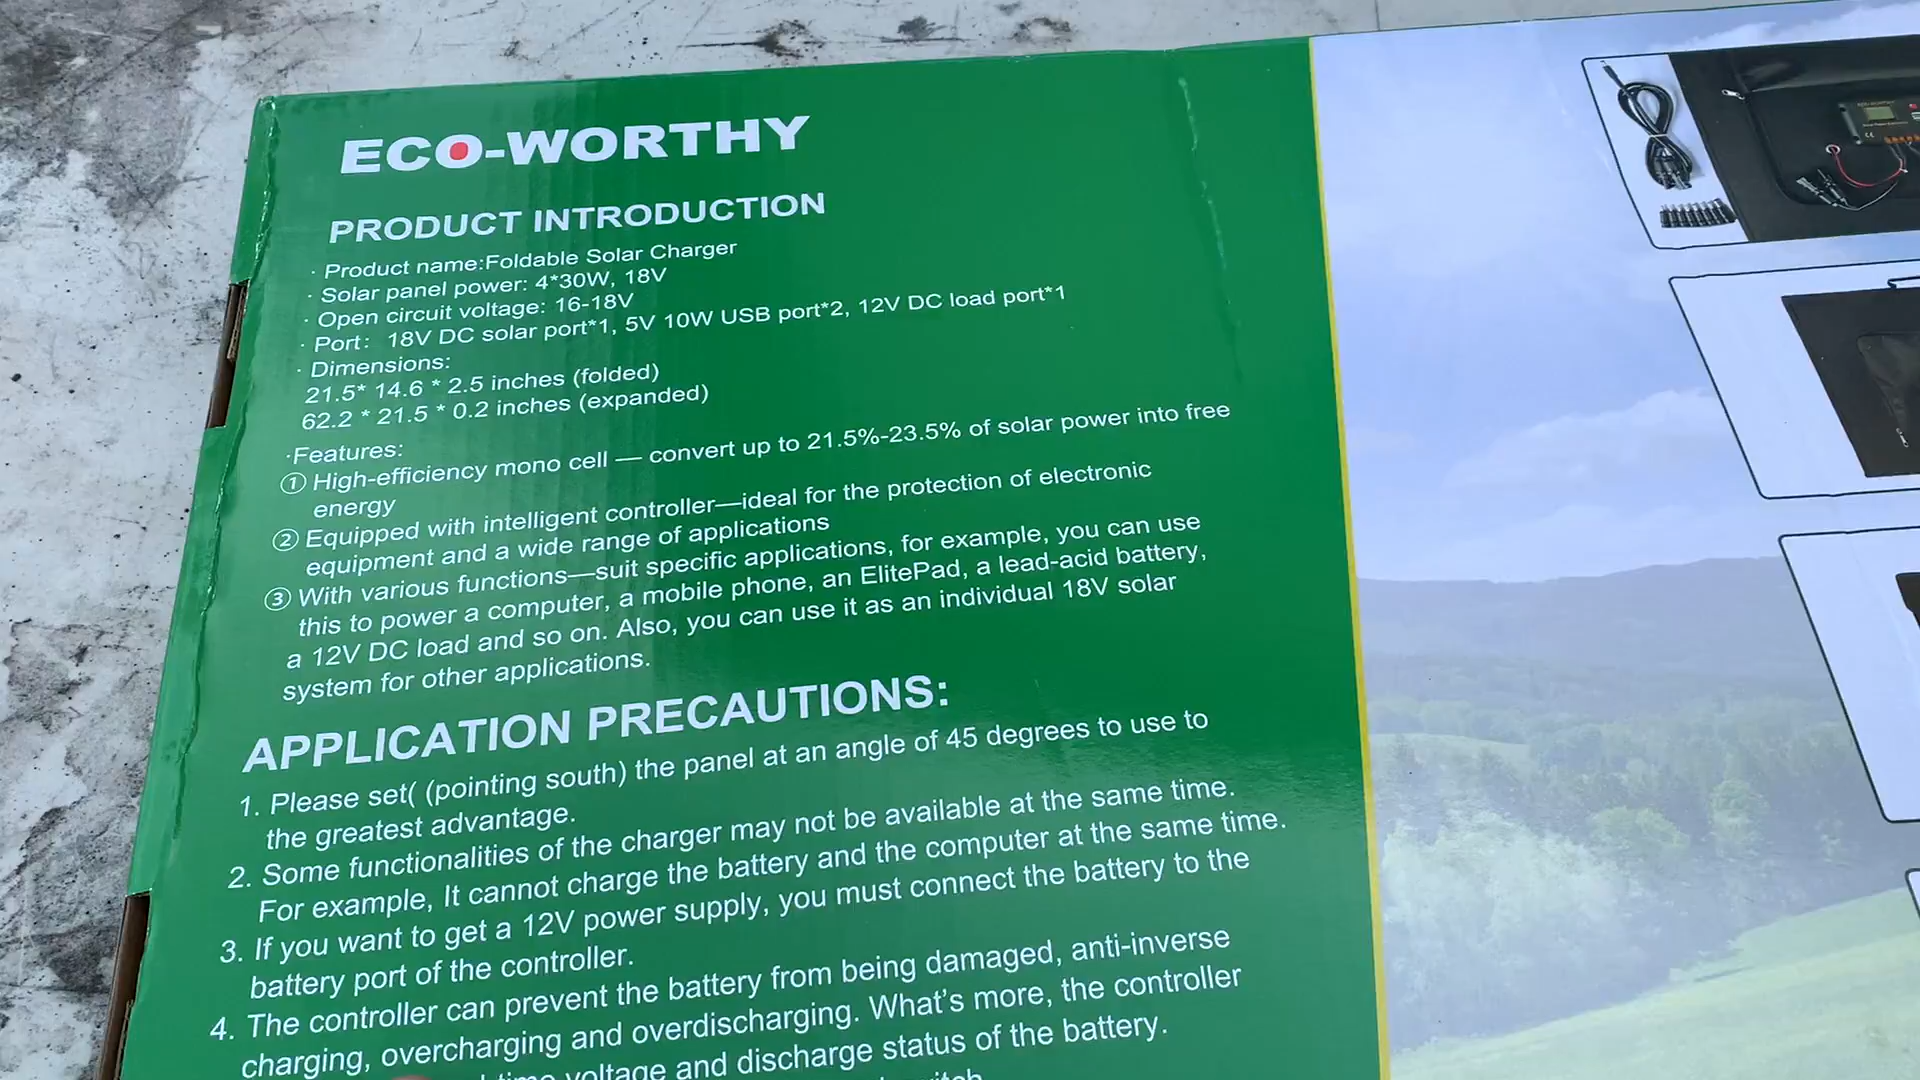 ECO-WORTHY
PRODUCT INTRODUCTION
· Product name:Foldable Solar Charger
· Solar panel power: 4*30W, 18V
· Open circuit voltage: 16-18V
· Port: 18V DC solar port*1, 5V 10W USB port*2, 12V DC load port*1
· Dimensions:
21.5* 14.6 * 2.5 inches (folded)
62.2 * 21.5 * 0.2 inches (expanded)
·Features:
① High-efficiency mono cell — convert up to 21.5%-23.5% of solar power into free
energy
② Equipped with intelligent controller—ideal for the protection of electronic
equipment and a wide range of applications
③ With various functions—suit specific applications, for example, you can use
this to power a computer, a mobile phone, an ElitePad, a lead-acid battery,
a 12V DC load and so on. Also, you can use it as an individual 18V solar
system for other applications.
APPLICATION PRECAUTIONS:
1. Please set( (pointing south) the panel at an angle of 45 degrees to use to
the greatest advantage.
2. Some functionalities of the charger may not be available at the same time.
For example, It cannot charge the battery and the computer at the same time.
3. If you want to get a 12V power supply, you must connect the battery to the
battery port of the controller.
4. The controller can prevent the battery from being damaged, anti-inverse
charging, overcharging and overdischarging. What's more, the controller
voltage and discharge status of the battery.